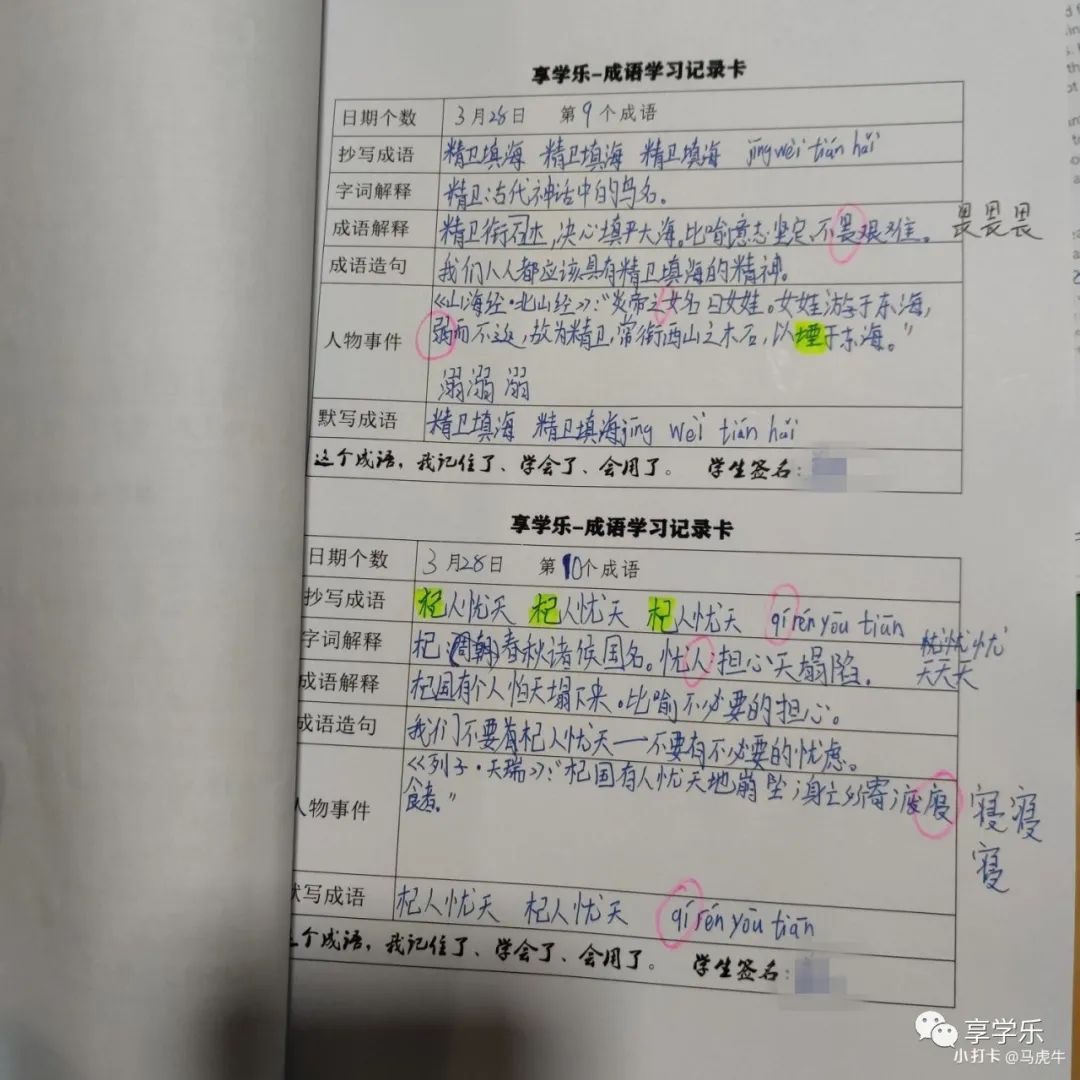 享学乐-成语学习记录卡
日期个数 3月28日 第9个成语
抄写成语 精卫填海 精卫填海 精卫填海 jīng wèi tián hǎi
字词解释 精卫:古代神话中的鸟名。
成语解释 精卫衔石, 决心填平大海。比喻意志坚定,不畏艰难。 畏畏畏
成语造句 我们人人都应该具有精卫填海的精神。
人物事件 《山海经·北山经》:“炎帝之女名曰女娃。女娃游于东海,
弱而不返,故为精卫,常衔西山之木石,以堙于东海。”
溺溺溺
默写成语 精卫填海 精卫填海 jīng wèi tián hǎi
这个成语,我记住了、学会了、会用了。 学生签名:
享学乐-成语学习记录卡
日期个数 3月28日 第10个成语
抄写成语 杞人忧天 杞人忧天 杞人忧天 qí rén yōu tiān
忧忧忧
字词解释 杞:周朝春秋诸侯国名。忧人:担心天塌陷。 天天天
成语解释 杞国有个人怕天塌下来。比喻不必要的担心。
成语造句 我们不要有杞人忧天——不要有不必要的忧虑。
人物事件 《列子·天瑞》:“杞国有人忧天地崩坠,身亡所寄,废寝 寝寝
食者。”
寝
默写成语 杞人忧天 杞人忧天 qí rén yōu tiān
个成语,我记住了、学会了、会用了。 学生签名:
享学乐
小打卡 @马虎牛